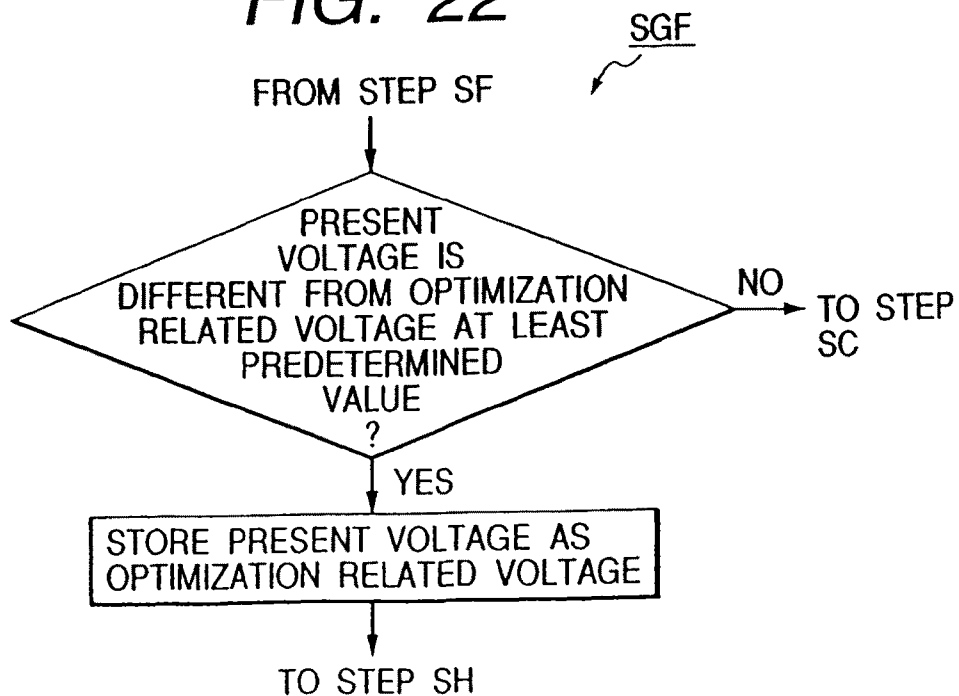 FIG. 22
SGF
FROM STEP SF
PRESENT
VOLTAGE IS
DIFFERENT FROM OPTIMIZATION
RELATED VOLTAGE AT LEAST
PREDETERMINED
VALUE
?
NO
TO STEP
SC
YES
STORE PRESENT VOLTAGE AS
OPTIMIZATION RELATED VOLTAGE
TO STEP SH